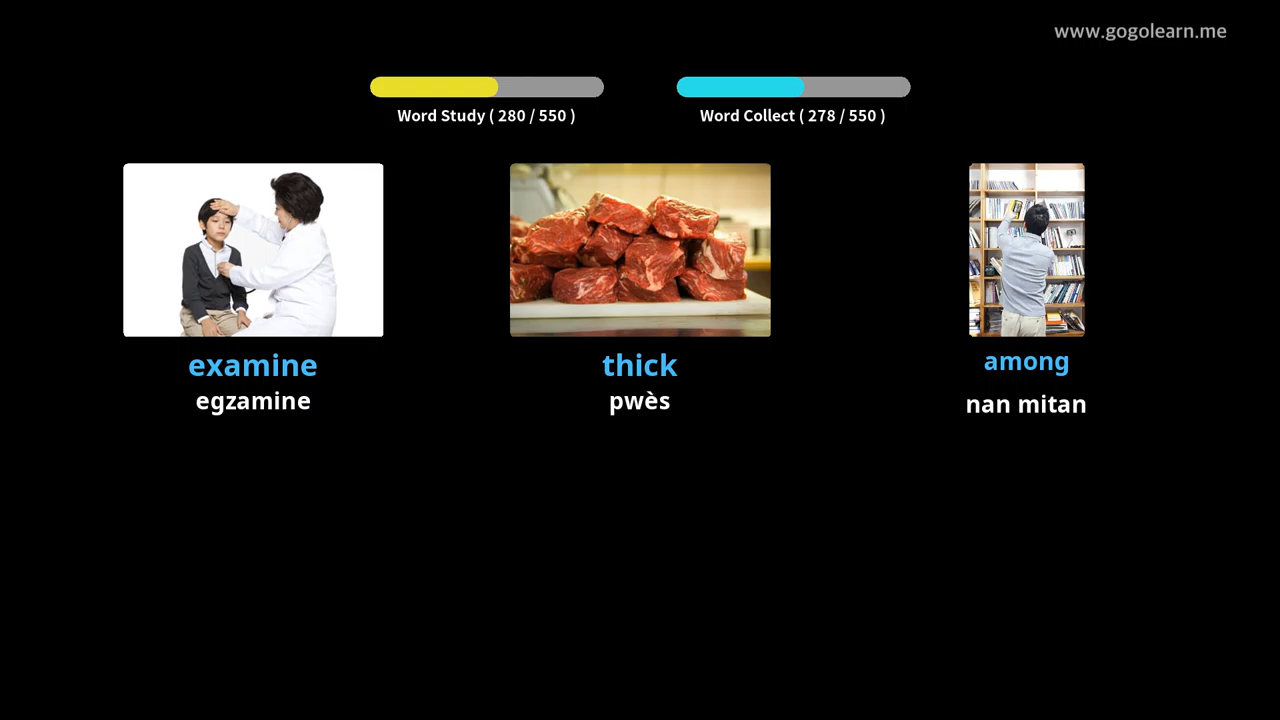 www.gogolearn.me
Word Study ( 280 / 550 )
Word Collect ( 278 / 550 )
examine
egzamine
thick
pwès
among
nan mitan